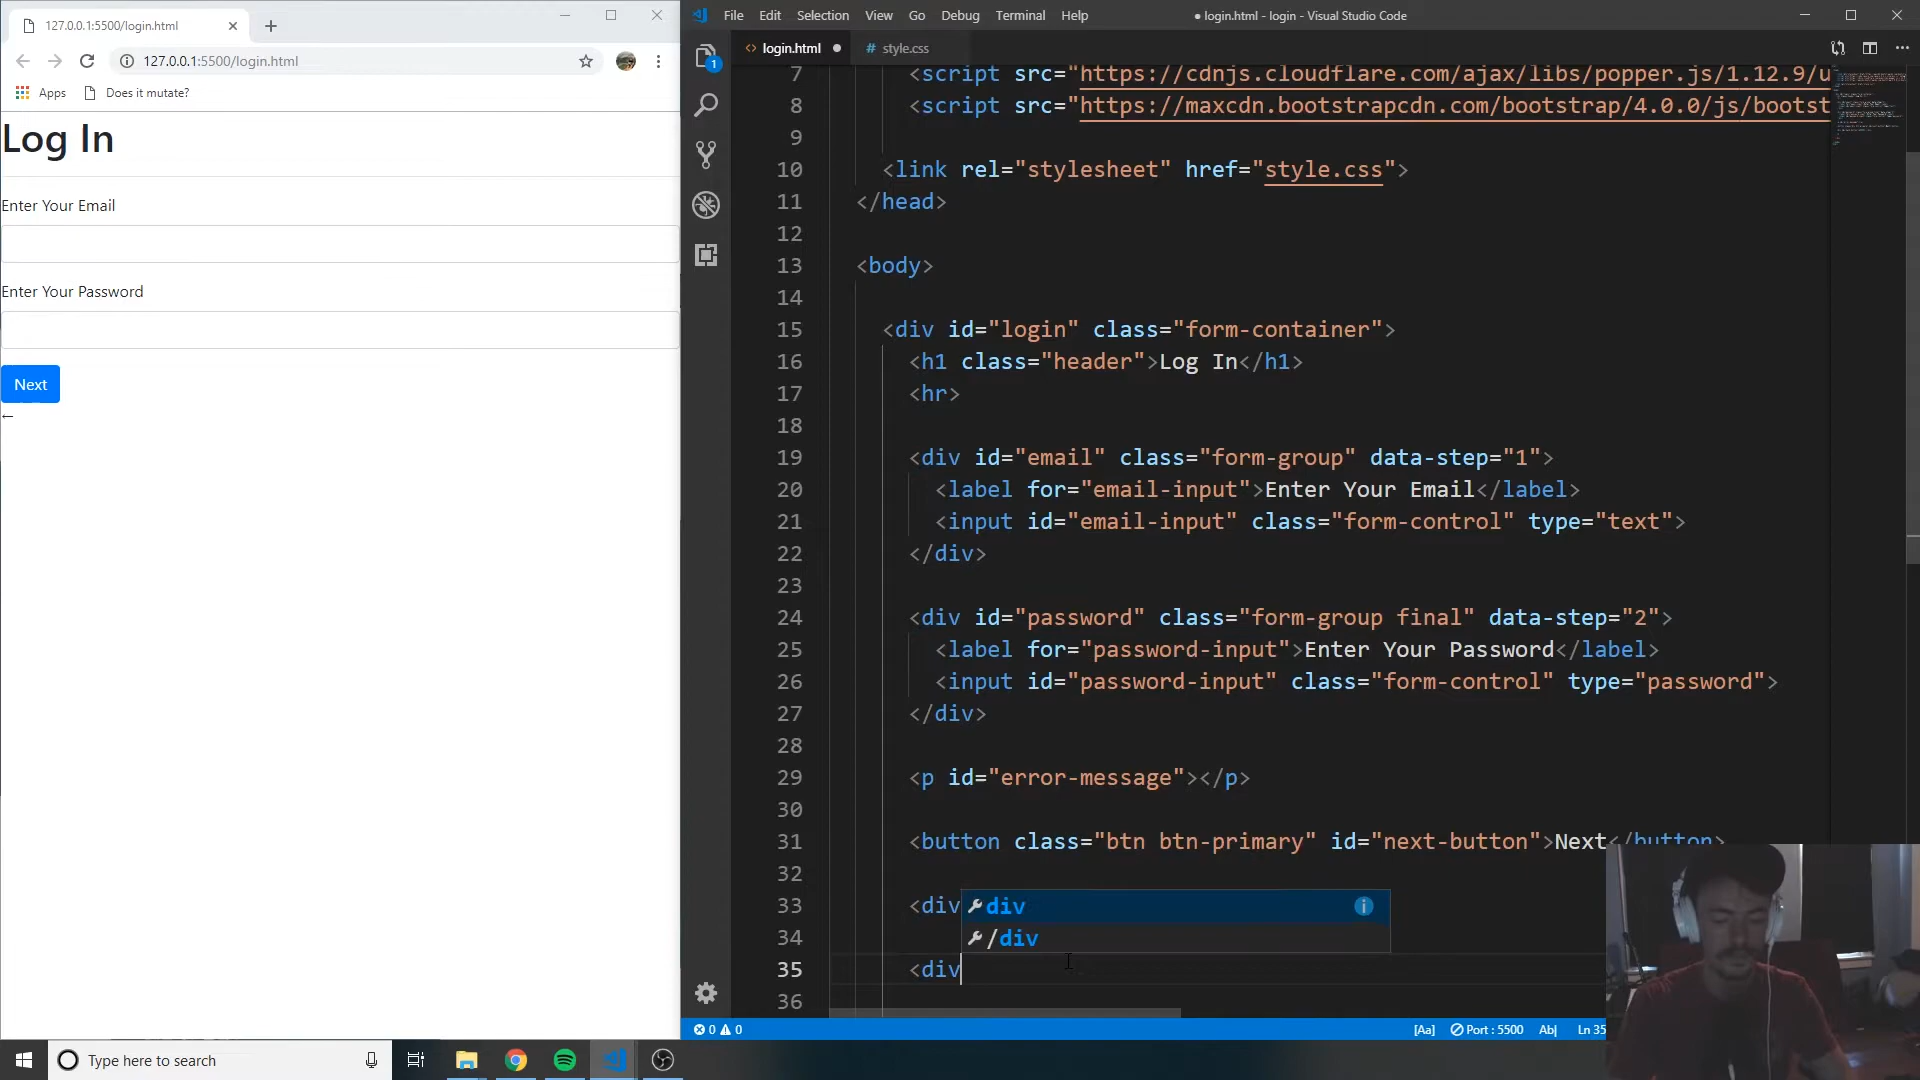 127.0.0.1:5500/login.html
127.0.0.1:5500/login.html
Apps
Does it mutate?
Log In
Enter Your Email
Enter Your Password
Next
←
File Edit Selection View Go Debug Terminal Help
● login.html - login - Visual Studio Code
<> login.html ●
# style.css
1
7 <script src="https://cdnjs.cloudflare.com/ajax/libs/popper.js/1.12.9/u
8 <script src="https://maxcdn.bootstrapcdn.com/bootstrap/4.0.0/js/bootst
9
10 <link rel="stylesheet" href="style.css">
11 </head>
12
13 <body>
14
15 <div id="login" class="form-container">
16 <h1 class="header">Log In</h1>
17 <hr>
18
19 <div id="email" class="form-group" data-step="1">
20 <label for="email-input">Enter Your Email</label>
21 <input id="email-input" class="form-control" type="text">
22 </div>
23
24 <div id="password" class="form-group final" data-step="2">
25 <label for="password-input">Enter Your Password</label>
26 <input id="password-input" class="form-control" type="password">
27 </div>
28
29 <p id="error-message"></p>
30
31 <button class="btn btn-primary" id="next-button">Next</button>
32
33 <div
div
34
/div
35 <div
36
0 0
[Aa] Port : 5500 Ab| Ln 35
Type here to search